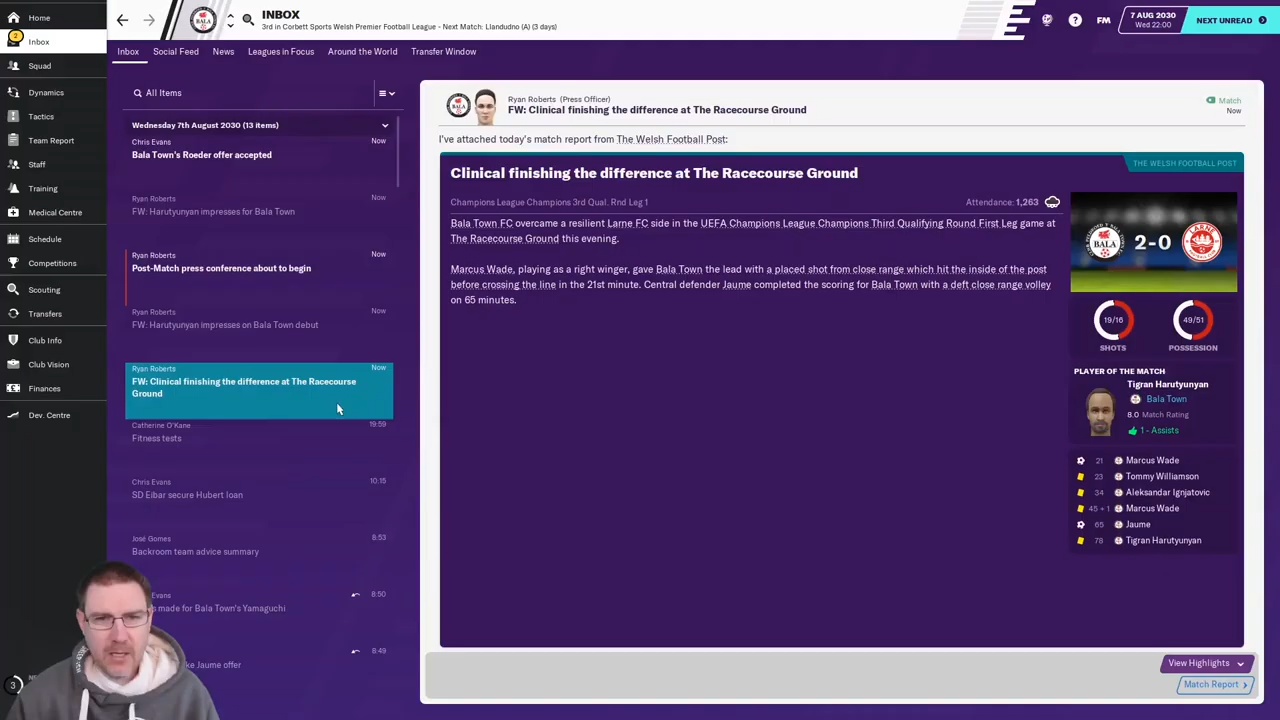 Home
2
Inbox
Squad
Dynamics
Tactics
Team Report
Staff
Training
Medical Centre
Schedule
Competitions
Scouting
Transfers
Club Info
Club Vision
Finances
Dev. Centre
3
BALA
INBOX
3rd in Corbett Sports Welsh Premier Football League - Next Match: Llandudno (A) (3 days)
?
FM
7 AUG 2030
Wed 22:00
NEXT UNREAD
Inbox
Social Feed
News
Leagues in Focus
Around the World
Transfer Window
All Items
Wednesday 7th August 2030 (13 items)
Chris Evans
Now
Bala Town's Roeder offer accepted
Ryan Roberts
Now
FW: Harutyunyan impresses for Bala Town
Ryan Roberts
Now
Post-Match press conference about to begin
Ryan Roberts
Now
FW: Harutyunyan impresses on Bala Town debut
Ryan Roberts
Now
FW: Clinical finishing the difference at The Racecourse
Ground
Catherine O'Kane
19:59
Fitness tests
Chris Evans
10:15
SD Eibar secure Hubert loan
José Gomes
8:53
Backroom team advice summary
Evans
8:50
made for Bala Town's Yamaguchi
8:49
Jaume offer
Ryan Roberts (Press Officer)
FW: Clinical finishing the difference at The Racecourse Ground
Match
Now
I've attached today's match report from The Welsh Football Post:
THE WELSH FOOTBALL POST
Clinical finishing the difference at The Racecourse Ground
Champions League Champions 3rd Qual. Rnd Leg 1
Attendance: 1,263
Bala Town FC overcame a resilient Larne FC side in the UEFA Champions League Champions Third Qualifying Round First Leg game at
The Racecourse Ground this evening.
Marcus Wade, playing as a right winger, gave Bala Town the lead with a placed shot from close range which hit the inside of the post
before crossing the line in the 21st minute. Central defender Jaume completed the scoring for Bala Town with a deft close range volley
on 65 minutes.
BALA
2-0
LARNE
19/16
SHOTS
49/51
POSSESSION
PLAYER OF THE MATCH
Tigran Harutyunyan
Bala Town
8.0 Match Rating
1 - Assists
21 Marcus Wade
23 Tommy Williamson
34 Aleksandar Ignjatovic
45 + 1 Marcus Wade
65 Jaume
78 Tigran Harutyunyan
View Highlights
Match Report